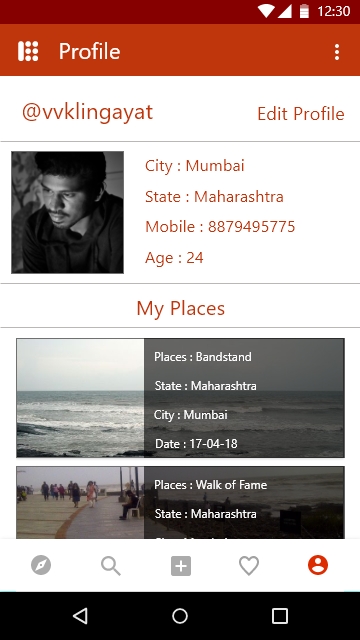 12:30
Profile
@vvklingayat
Edit Profile
City : Mumbai
State : Maharashtra
Mobile : 8879495775
Age : 24
My Places
Places : Bandstand
State : Maharashtra
City : Mumbai
Date : 17-04-18
Places : Walk of Fame
State : Maharashtra